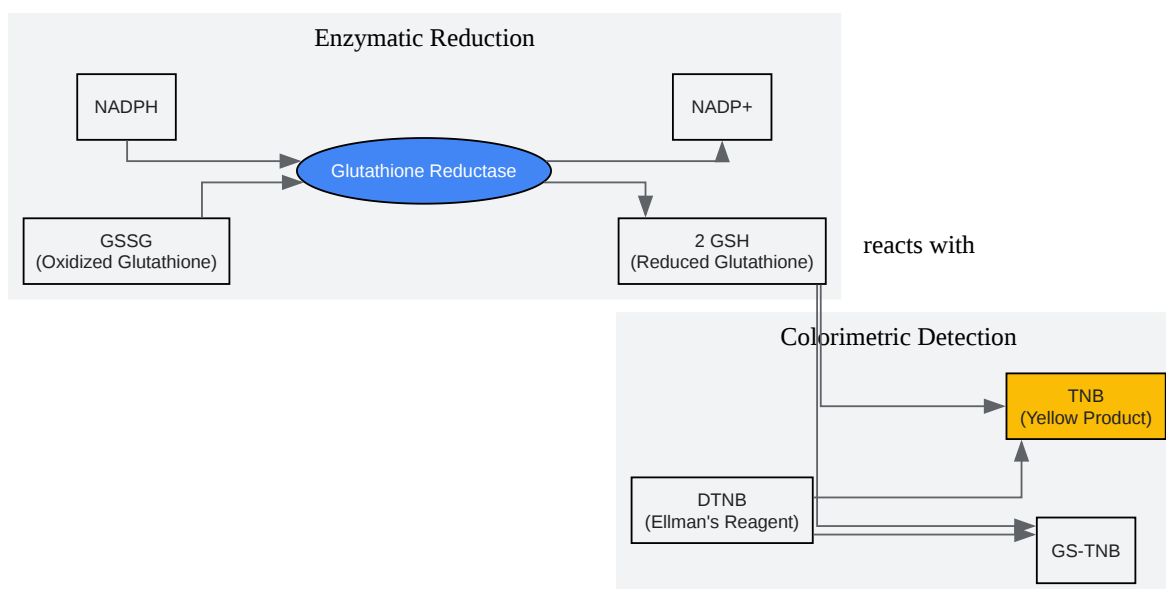 Enzymatic Reduction
NADPH
NADP+
Glutathione Reductase
GSSG
(Oxidized Glutathione)
2 GSH
(Reduced Glutathione)
reacts with
Colorimetric Detection
TNB
(Yellow Product)
DTNB
(Ellman's Reagent)
GS-TNB